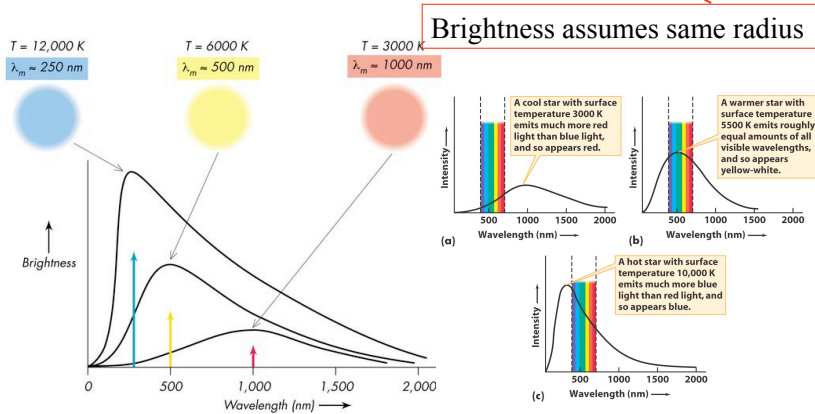 Brightness assumes same radius
T = 12,000 K
λm ≈ 250 nm
T = 6000 K
λm ≈ 500 nm
T = 3000 K
λm ≈ 1000 nm
Brightness
0
500
1,000
1,500
2,000
Wavelength (nm)
A cool star with surface
temperature 3000 K
emits much more red
light than blue light,
and so appears red.
Intensity
500
1000
1500
2000
Wavelength (nm)
(a)
A warmer star with
surface temperature
5500 K emits roughly
equal amounts of all
visible wavelengths,
and so appears
yellow-white.
Intensity
500
1000
1500
2000
Wavelength (nm)
(b)
A hot star with surface
temperature 10,000 K
emits much more blue
light than red light, and
so appears blue.
Intensity
500
1000
1500
2000
Wavelength (nm)
(c)